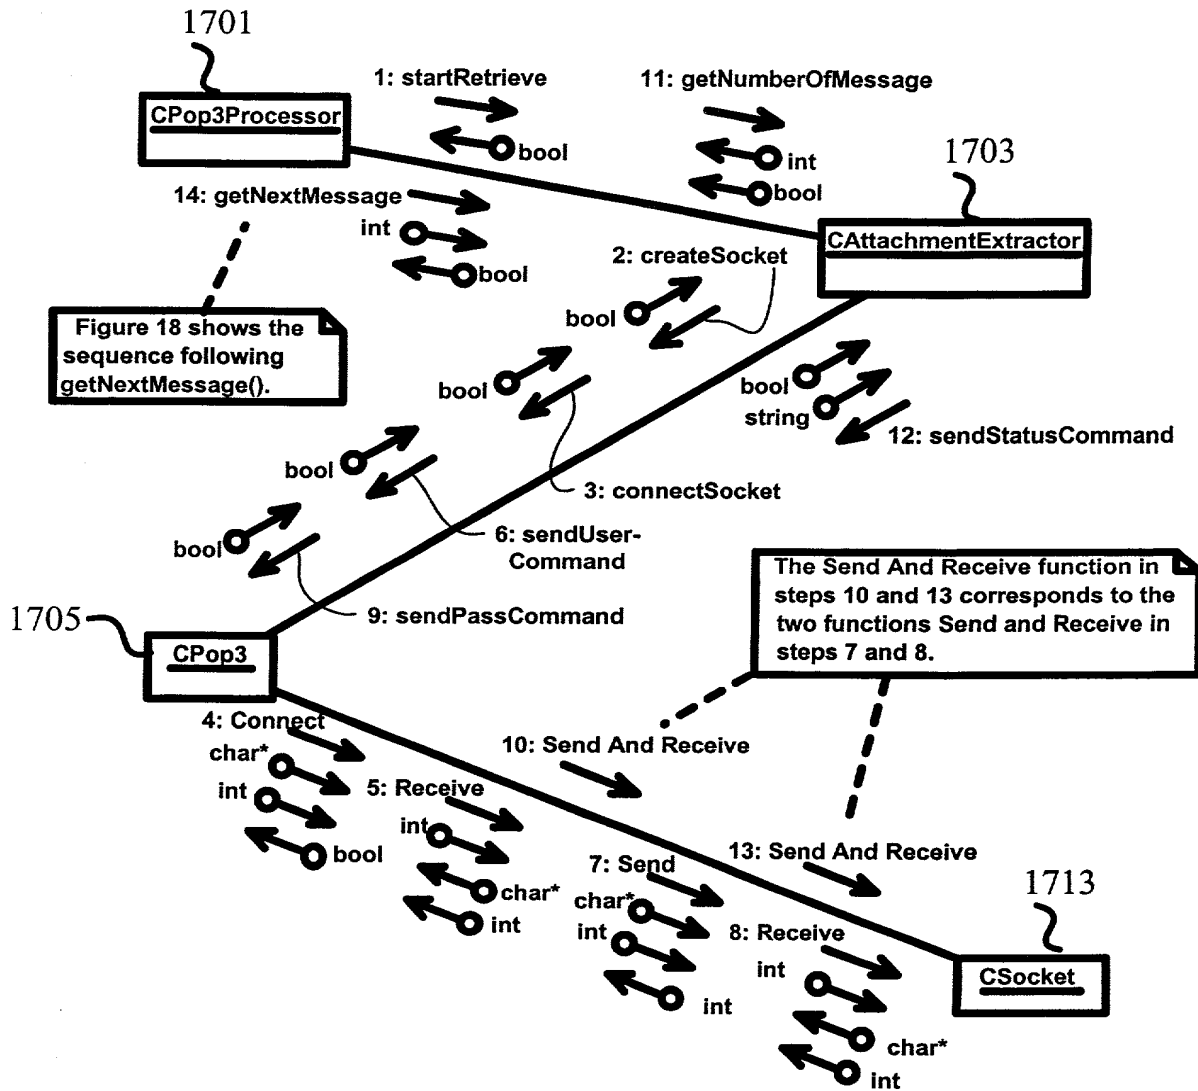 1701
1: startRetrieve
11: getNumberOfMessage
CPop3Processor
bool
int
bool
1703
14: getNextMessage
int
bool
CAttachmentExtractor
2: createSocket
bool
Figure 18 shows the
sequence following
getNextMessage().
bool
bool
string
12: sendStatusCommand
bool
3: connectSocket
bool
6: sendUser-
Command
9: sendPassCommand
The Send And Receive function in
steps 10 and 13 corresponds to the
two functions Send and Receive in
steps 7 and 8.
1705
CPop3
4: Connect
char*
int
bool
10: Send And Receive
5: Receive
int
char*
int
7: Send
char*
int
int
13: Send And Receive
8: Receive
int
char*
int
1713
CSocket